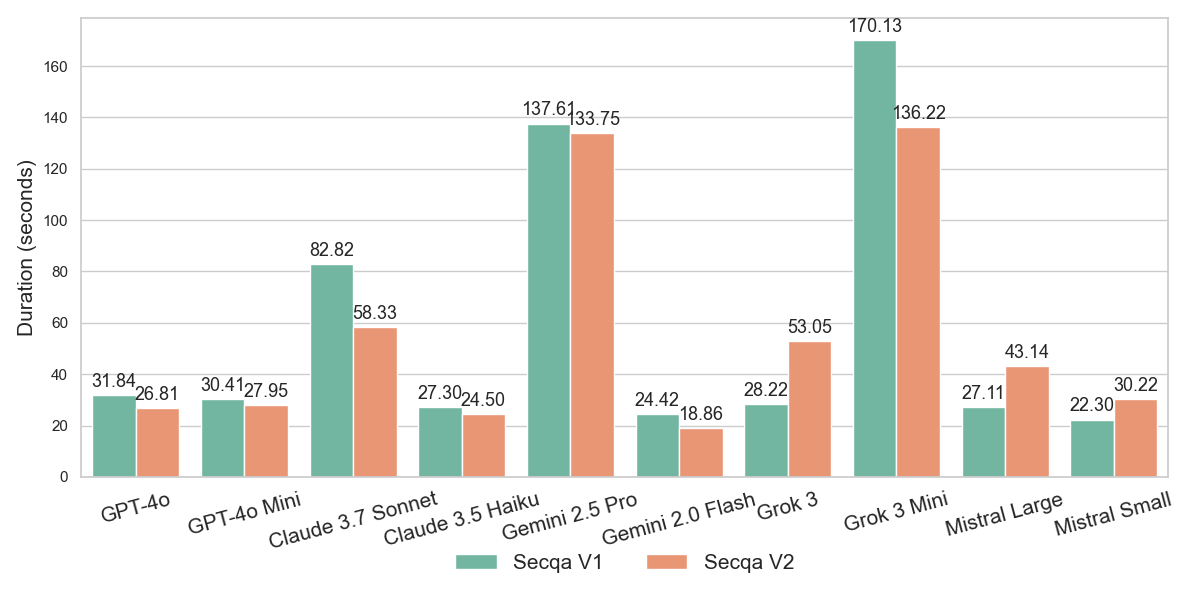 170.13
160
140
137.61
133.75
136.22
120
100
82.82
80
58.33
60
53.05
43.14
40
31.84
26.81
30.41
27.95
27.30
24.50
24.42
18.86
28.22
27.11
22.30
30.22
20
0
Duration (seconds)
GPT-4o
GPT-4o Mini
Claude 3.7 Sonnet
Claude 3.5 Haiku
Gemini 2.5 Pro
Gemini 2.0 Flash
Grok 3
Grok 3 Mini
Mistral Large
Mistral Small
Secqa V1
Secqa V2